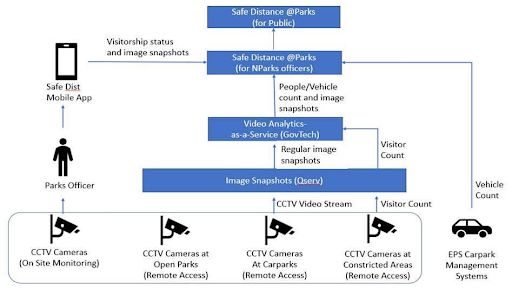 Safe Distance @Parks
(for Public)
Visitorship status
and image snapshots
Safe Distance @Parks
(for NParks officers)
Safe Dist
Mobile App
People/Vehicle
count and image
snapshots
Video Analytics-
as-a-Service (GovTech)
Regular image
snapshots
Visitor
Count
Parks Officer
Image Snapshots (Qserv)
Vehicle
Count
CCTV Video Stream
Visitor Count
CCTV Cameras
(On Site Monitoring)
CCTV Cameras at
Open Parks
(Remote Access)
CCTV Cameras
At Carparks
(Remote Access)
CCTV Cameras at
Constricted Areas
(Remote Access)
EPS Carpark
Management
Systems